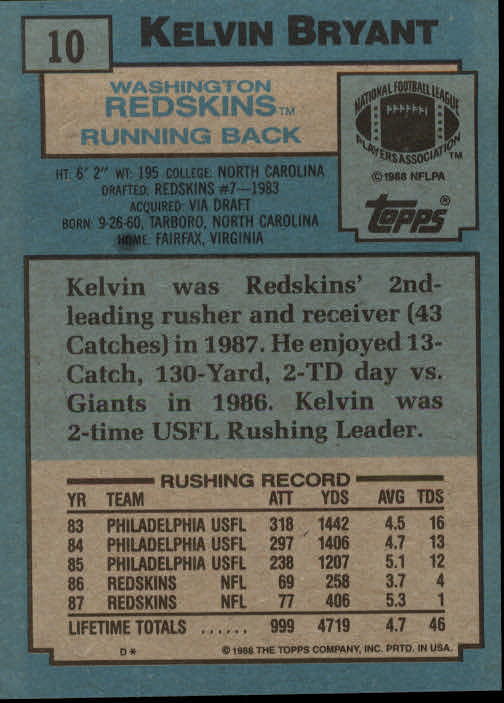 10
KELVIN BRYANT
WASHINGTON
REDSKINS™
RUNNING BACK
NATIONAL FOOTBALL LEAGUE
PLAYERS ASSOCIATION™
©1988 NFLPA
topps®
HT: 6' 2" WT: 195 COLLEGE: NORTH CAROLINA
DRAFTED: REDSKINS #7—1983
ACQUIRED: VIA DRAFT
BORN: 9-26-60, TARBORO, NORTH CAROLINA
HOME: FAIRFAX, VIRGINIA
Kelvin was Redskins' 2nd-
leading rusher and receiver (43
Catches) in 1987. He enjoyed 13-
Catch, 130-Yard, 2-TD day vs.
Giants in 1986. Kelvin was
2-time USFL Rushing Leader.
RUSHING RECORD
YR TEAM ATT YDS AVG TDS
83 PHILADELPHIA USFL 318 1442 4.5 16
84 PHILADELPHIA USFL 297 1406 4.7 13
85 PHILADELPHIA USFL 238 1207 5.1 12
86 REDSKINS NFL 69 258 3.7 4
87 REDSKINS NFL 77 406 5.3 1
LIFETIME TOTALS ...... 999 4719 4.7 46
D* ©1988 THE TOPPS COMPANY, INC. PRTD. IN USA.